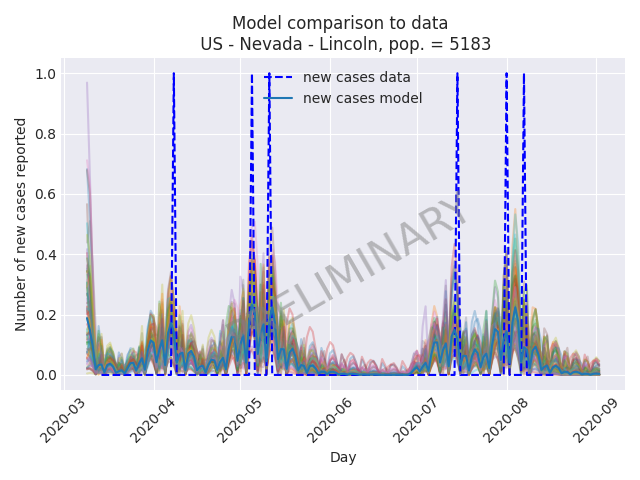 Model comparison to data
US - Nevada - Lincoln, pop. = 5183
new cases data
new cases model
PRELIMINARY
Number of new cases reported
1.0
0.8
0.6
0.4
0.2
0.0
2020-03
2020-04
2020-05
2020-06
2020-07
2020-08
2020-09
Day